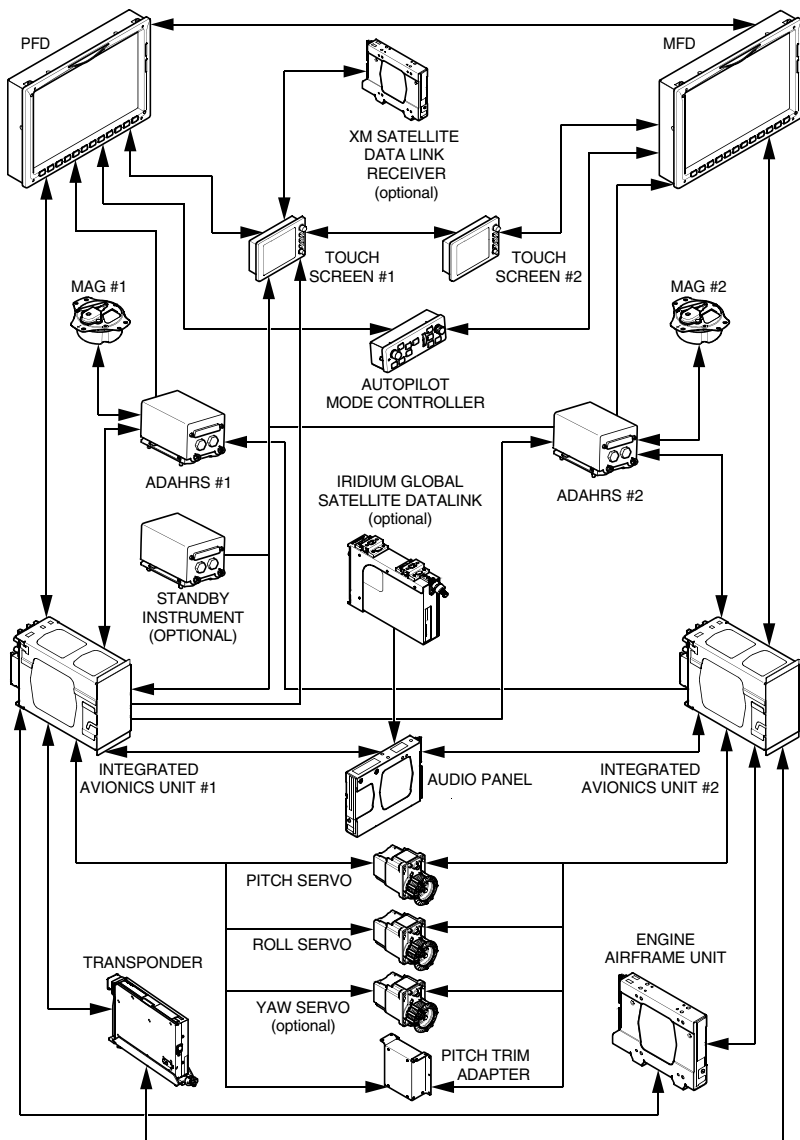 PFD
MFD
XM SATELLITE
DATA LINK
RECEIVER
(optional)
TOUCH
SCREEN #1
TOUCH
SCREEN #2
MAG #1
MAG #2
AUTOPILOT
MODE CONTROLLER
ADAHRS #1
IRIDIUM GLOBAL
SATELLITE DATALINK
(optional)
ADAHRS #2
STANDBY
INSTRUMENT
(OPTIONAL)
INTEGRATED
AVIONICS UNIT #1
AUDIO PANEL
INTEGRATED
AVIONICS UNIT #2
PITCH SERVO
ROLL SERVO
ENGINE
AIRFRAME UNIT
TRANSPONDER
YAW SERVO
(optional)
PITCH TRIM
ADAPTER